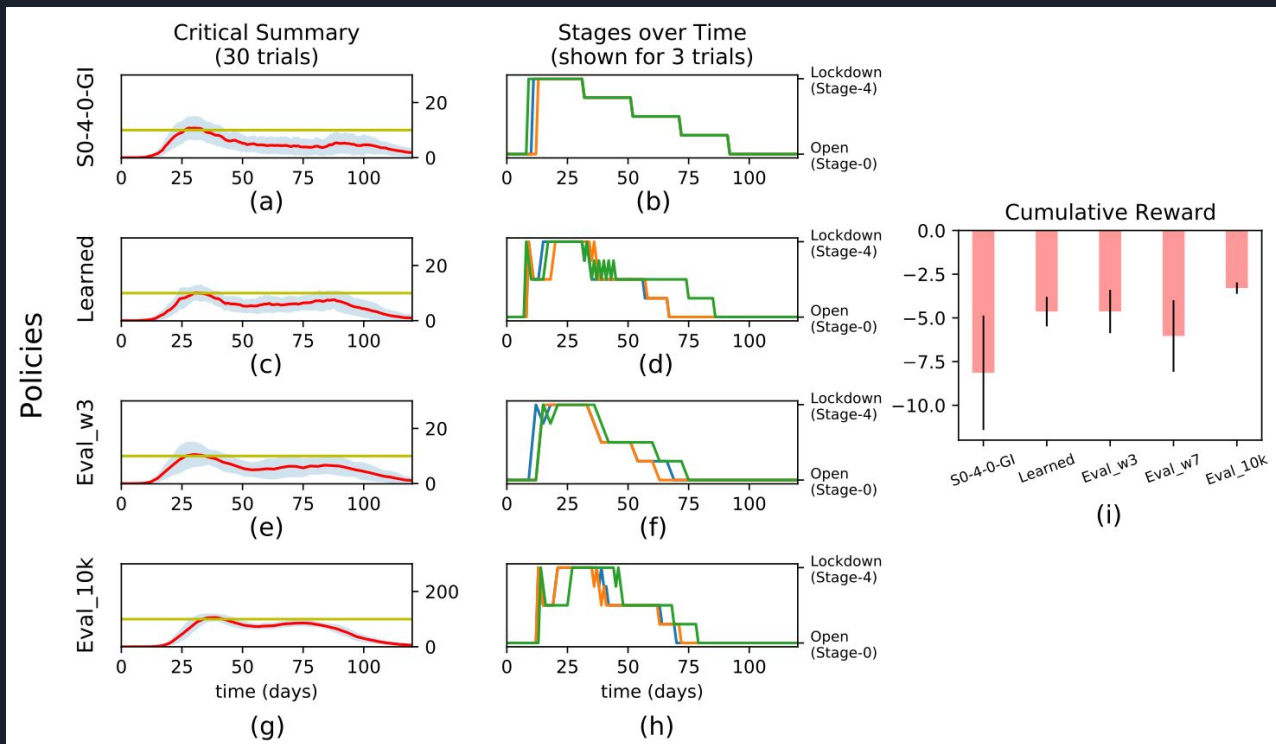 Critical Summary
(30 trials)
Stages over Time
(shown for 3 trials)
Policies
S0-4-0-GI
20
0
0 25 50 75 100
(a)
Lockdown
(Stage-4)
Open
(Stage-0)
0 25 50 75 100
(b)
Learned
20
0
0 25 50 75 100
(c)
Lockdown
(Stage-4)
Open
(Stage-0)
0 25 50 75 100
(d)
Eval_w3
20
0
0 25 50 75 100
(e)
Lockdown
(Stage-4)
Open
(Stage-0)
0 25 50 75 100
(f)
Eval_10k
200
0
0 25 50 75 100
time (days)
(g)
Lockdown
(Stage-4)
Open
(Stage-0)
0 25 50 75 100
time (days)
(h)
Cumulative Reward
0.0
−2.5
−5.0
−7.5
−10.0
S0-4-0-GI Learned Eval_w3 Eval_w7 Eval_10k
(i)